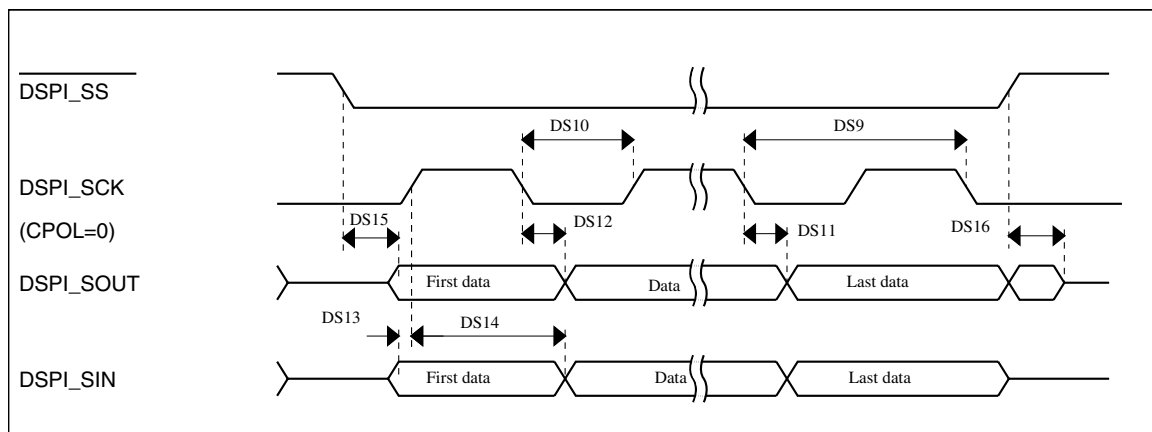 DSPI_SS
DS10
DS9
DSPI_SCK
(CPOL=0)
DS15
DS12
DS11
DS16
DSPI_SOUT
First data
Data
Last data
DS13
DS14
DSPI_SIN
First data
Data
Last data